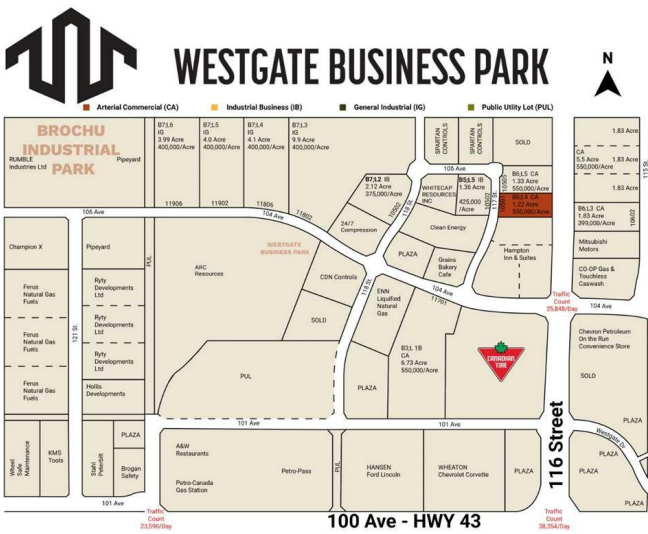 WESTGATE BUSINESS PARK
N
Arterial Commercial (CA)
Industrial Business (IB)
General Industrial (IG)
Public Utlity Lot (PUL)
BROCHU
INDUSTRIAL
PARK
RUMBLE
Industries Ltd
Pipeyard
B7;L6
IG
3.99 Acre
400,000/Acre
B7;L5
IG
4.0 Acre
400,000/Acre
B7;L4
IG
4.1 Acre
400,000/Acre
B7;L3
IG
9.9 Acre
400,000/Acre
11906
11902
11806
11802
106 Ave
104 Ave
B7;L2 IB
2.12 Acre
375,000/Acre
10502
118 St.
24/7
Compression
SPARTAN
CONTROLS
SPARTAN
CONTROLS
SOLD
106 Ave
WHITECAP
RESOURCES
INC
B5;L5 IB
1.36 Acre
425,000
/Acre
10502
117 St.
10505
B6;L5 CA
1.33 Acre
550,000/Acre
B6;L4 CA
1.22 Acre
550,000/Acre
Clean Energy
PLAZA
Grains
Bakery
Cafe
Hampton
Inn & Suites
1.83 Acre
CA
5.5 Acre
550,000/Acre
1.83 Acre
1.83 Acre
115 St.
B6;L3 CA
1.83 Acre
399,000/Acre
10602
Mitsubishi
Motors
CO-OP Gas &
Touchless
Caswash
Traffic
Count
25,848/Day
104 Ave
104 Ave
11701
Champion X
Pipeyard
PUL
WESTGATE
BUSINESS PARK
ARC
Resources
CDN Controls
SOLD
118 St.
ENN
Liquified
Natural
Gas
Ferus
Natural Gas
Fuels
Ferus
Natural Gas
Fuels
Ferus
Natural Gas
Fuels
121 St.
Ryty
Developments
Ltd
Ryty
Developments
Ltd
Ryty
Developments
Ltd
Hollis
Developments
PUL
PLAZA
B3;L 1B
CA
6.73 Acre
550,000/Acre
CANADIAN
TIRE
Chevron Petroleum
On the Run
Convenience Store
SOLD
PLAZA
101 Ave
101 Ave
116 Street
Westgate Dr
PLAZA
PLAZA
PLAZA
Wheel
Safe
Maintenance
KMS
Tools
Stahl
Peterbilt
PLAZA
Brogan
Safety
101 Ave
A&W
Restaurants
Petro-Canada
Gas Station
Petro-Pass
PUL
HANSEN
Ford Lincoln
WHEATON
Chevrolet Corvette
PLAZA
Traffic
Count
23,590/Day
100 Ave - HWY 43
Traffic
Count
38,354/Day